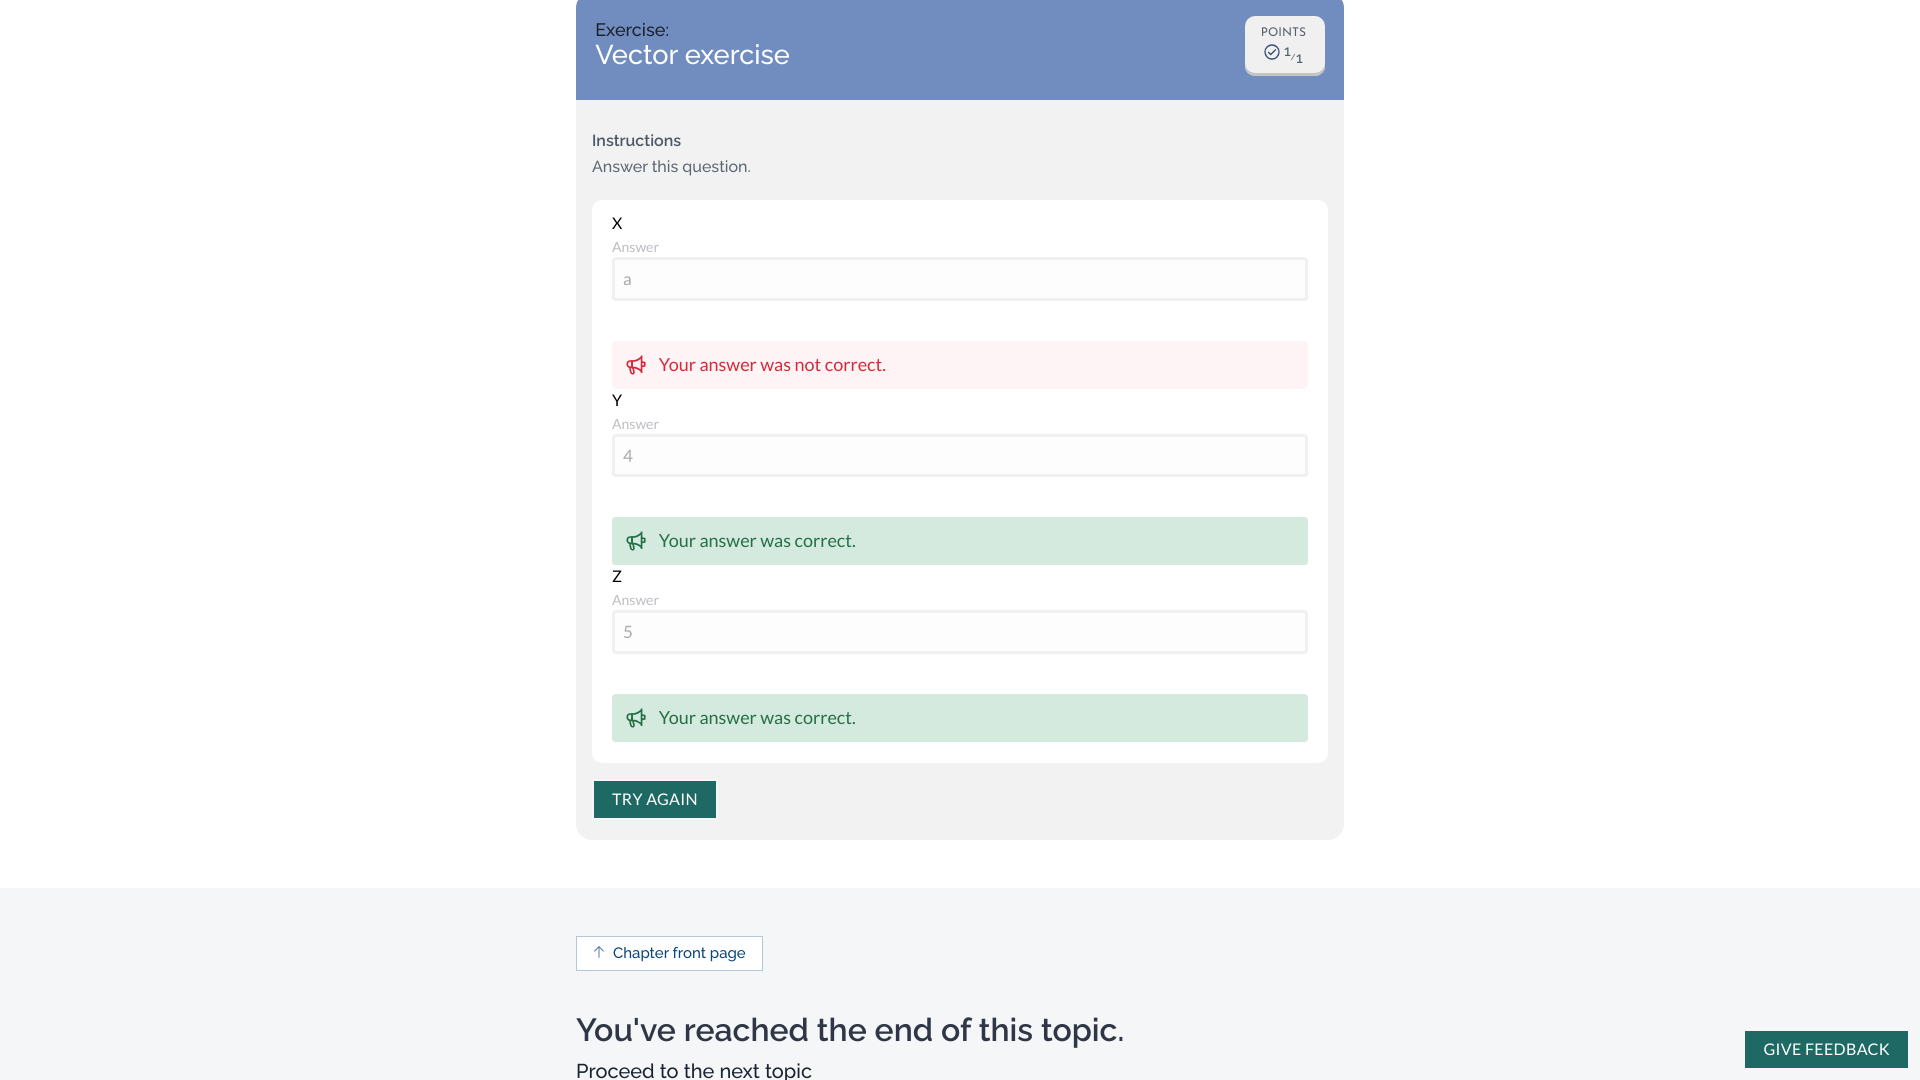 Exercise:
Vector exercise
POINTS
1/1
Instructions
Answer this question.
X
Answer
a
Your answer was not correct.
Y
Answer
4
Your answer was correct.
Z
Answer
5
Your answer was correct.
TRY AGAIN
Chapter front page
You've reached the end of this topic.
Proceed to the next topic
GIVE FEEDBACK